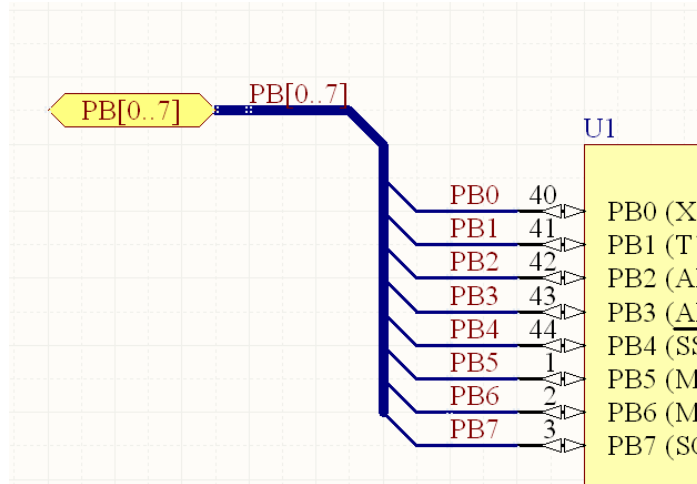 PB[0..7] PB[0..7]
U1
PB0 40 PB0 (X
PB1 41 PB1 (T
PB2 42 PB2 (A
PB3 43 PB3 (A
PB4 44 PB4 (SS
PB5 1 PB5 (M
PB6 2 PB6 (M
PB7 3 PB7 (SC